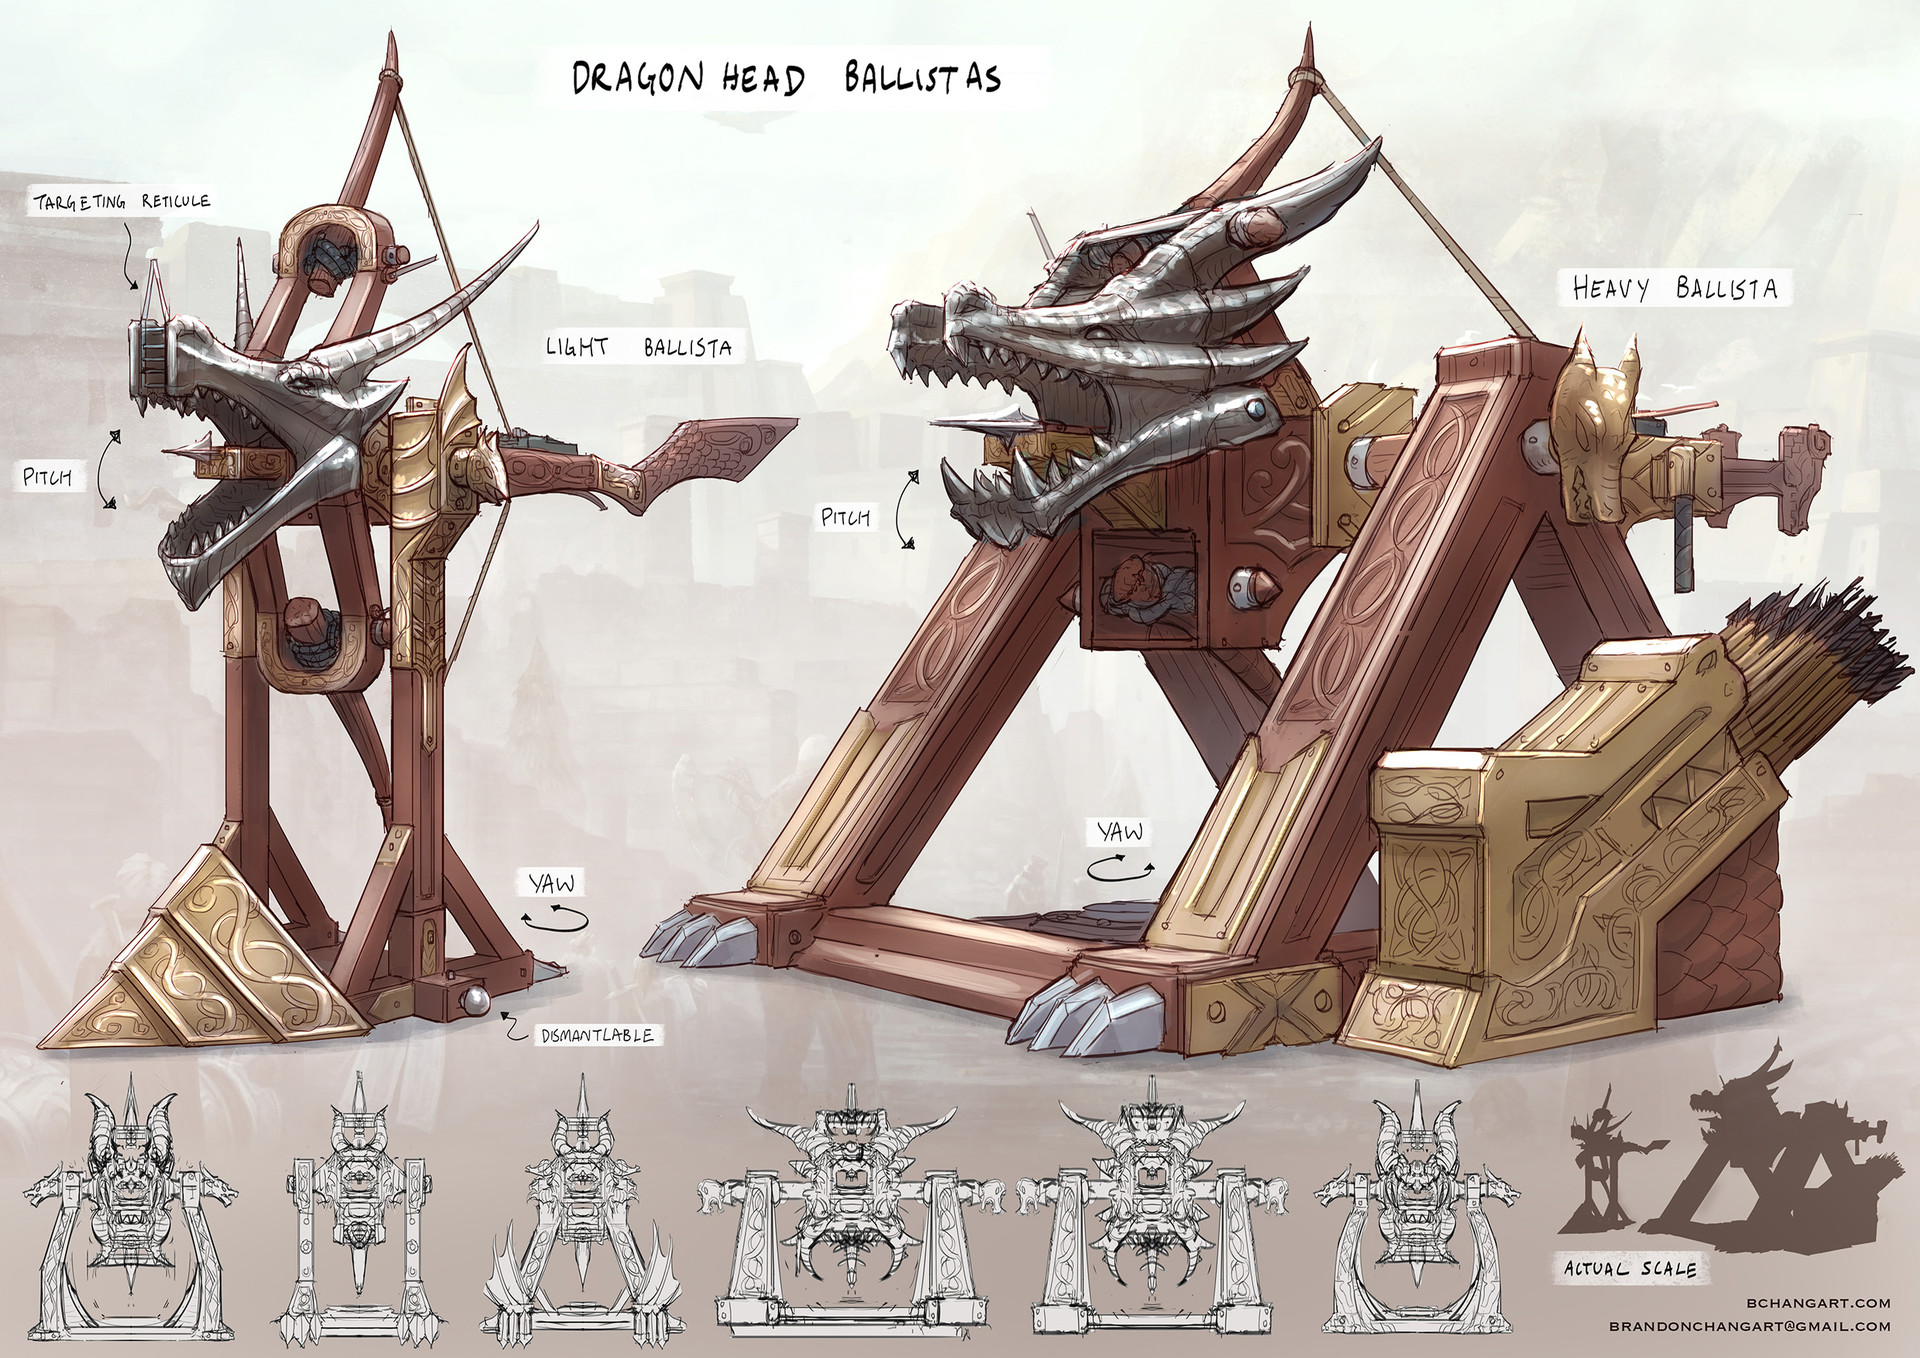 DRAGON HEAD BALLISTAS
TARGETING RETICULE
LIGHT BALLISTA
HEAVY BALLISTA
PITCH
PITCH
YAW
YAW
DISMANTLABLE
ACTUAL SCALE
BCHANGART.COM
BRANDONCHANGART@GMAIL.COM